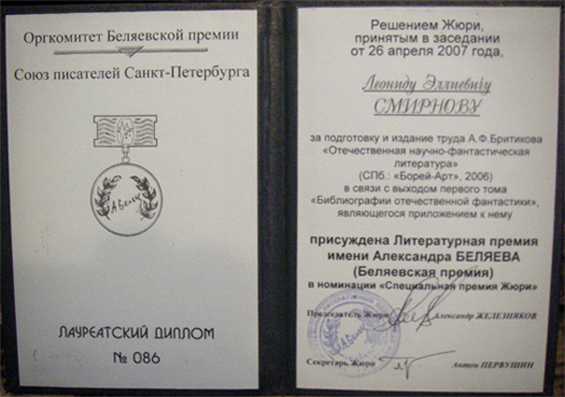 Оргкомитет Беляевской премии
Союз писателей Санкт-Петербурга
А.Беляев
ЛАУРЕАТСКИЙ ДИПЛОМ
№ 086
Решением Жюри,
принятым в заседании
от 26 апреля 2007 года,
Леониду Эллиевичу
СМИРНОВУ
за подготовку и издание труда А.Ф.Бритикова
«Отечественная научно-фантастическая
литература»
(СПб.: «Борей-Арт», 2006)
в связи с выходом первого тома
«Библиографии отечественной фантастики»,
являющегося приложением к нему
присуждена Литературная премия
имени Александра БЕЛЯЕВА
(Беляевская премия)
в номинации «Специальная премия Жюри»
Председатель Жюри Александр ЖЕЛЕЗНЯКОВ
Секретарь Жюри Антон ПЕРВУШИН